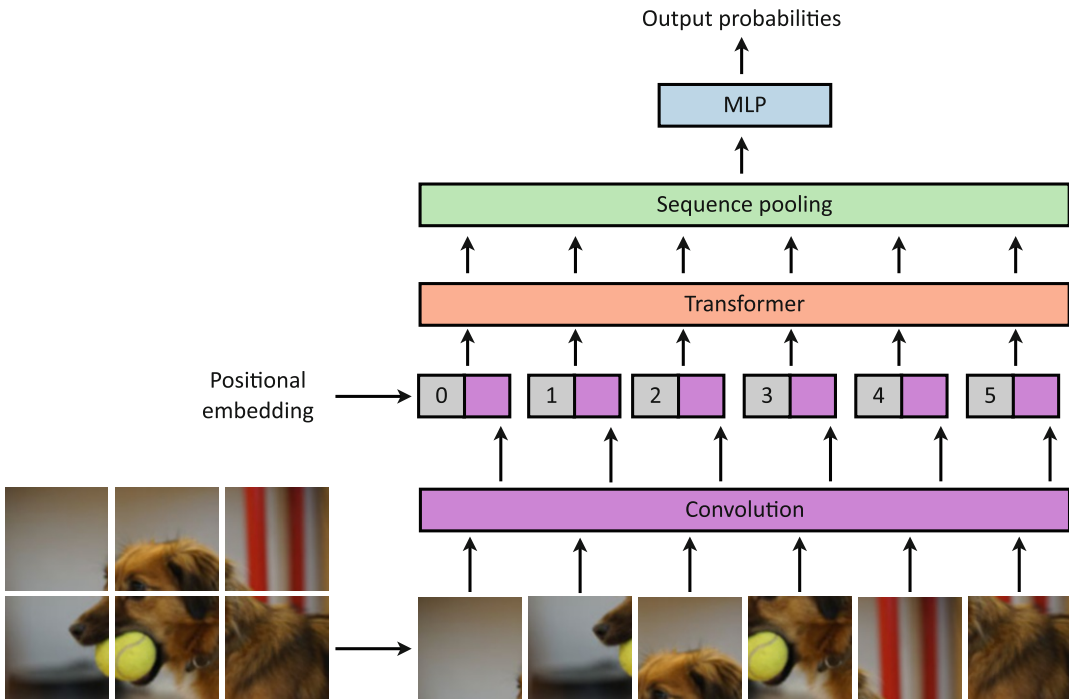 Output probabilities
MLP
Sequence pooling
Transformer
Positional
embedding
0 1 2 3 4 5
Convolution